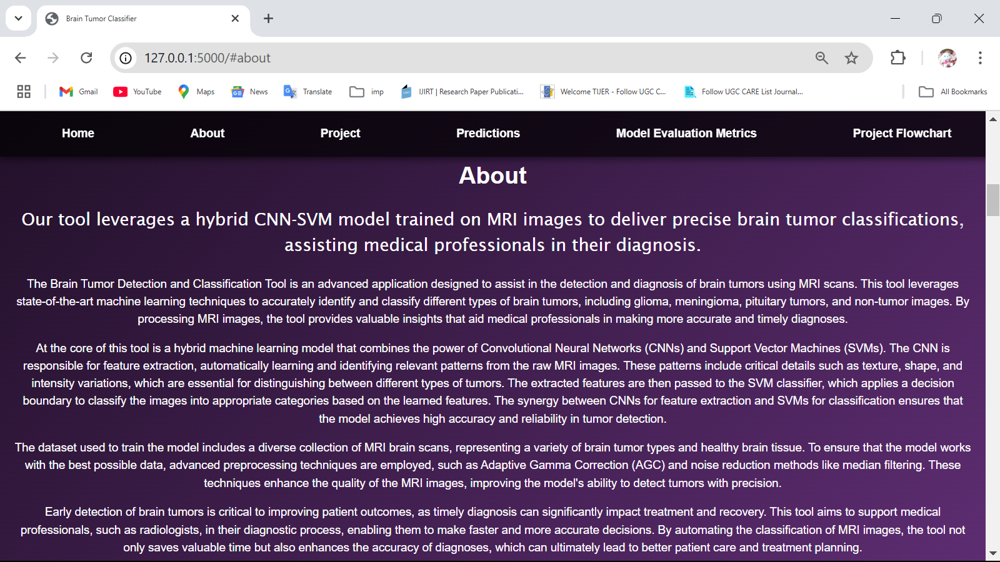 Brain Tumor Classifier
127.0.0.1:5000/#about
Gmail YouTube Maps News Translate imp IJIRT | Research Paper Publicati... Welcome TIJER - Follow UGC C... Follow UGC CARE List Journal... All Bookmarks
Home About Project Predictions Model Evaluation Metrics Project Flowchart
About
Our tool leverages a hybrid CNN-SVM model trained on MRI images to deliver precise brain tumor classifications,
assisting medical professionals in their diagnosis.
The Brain Tumor Detection and Classification Tool is an advanced application designed to assist in the detection and diagnosis of brain tumors using MRI scans. This tool leverages
state-of-the-art machine learning techniques to accurately identify and classify different types of brain tumors, including glioma, meningioma, pituitary tumors, and non-tumor images. By
processing MRI images, the tool provides valuable insights that aid medical professionals in making more accurate and timely diagnoses.
At the core of this tool is a hybrid machine learning model that combines the power of Convolutional Neural Networks (CNNs) and Support Vector Machines (SVMs). The CNN is
responsible for feature extraction, automatically learning and identifying relevant patterns from the raw MRI images. These patterns include critical details such as texture, shape, and
intensity variations, which are essential for distinguishing between different types of tumors. The extracted features are then passed to the SVM classifier, which applies a decision
boundary to classify the images into appropriate categories based on the learned features. The synergy between CNNs for feature extraction and SVMs for classification ensures that
the model achieves high accuracy and reliability in tumor detection.
The dataset used to train the model includes a diverse collection of MRI brain scans, representing a variety of brain tumor types and healthy brain tissue. To ensure that the model works
with the best possible data, advanced preprocessing techniques are employed, such as Adaptive Gamma Correction (AGC) and noise reduction methods like median filtering. These
techniques enhance the quality of the MRI images, improving the model's ability to detect tumors with precision.
Early detection of brain tumors is critical to improving patient outcomes, as timely diagnosis can significantly impact treatment and recovery. This tool aims to support medical
professionals, such as radiologists, in their diagnostic process, enabling them to make faster and more accurate decisions. By automating the classification of MRI images, the tool not
only saves valuable time but also enhances the accuracy of diagnoses, which can ultimately lead to better patient care and treatment planning.